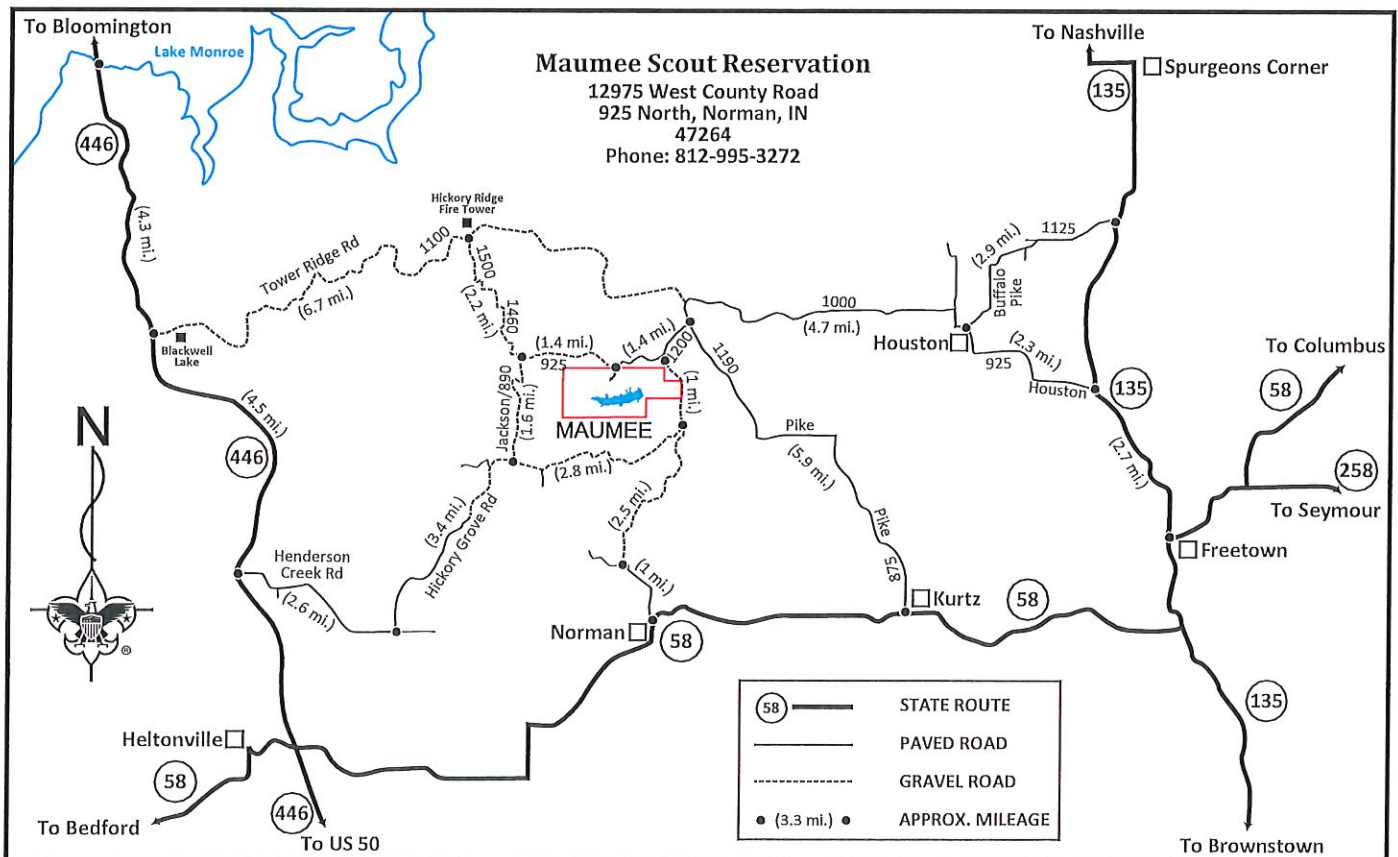 To Bloomington
Lake Monroe
Maumee Scout Reservation
12975 West County Road
925 North, Norman, IN
47264
Phone: 812-995-3272
To Nashville
Spurgeons Corner
135
446
(4.3 mi.)
Hickory Ridge
Fire Tower
Tower Ridge Rd
1100
(6.7 mi.)
1500
(2.2 mi.)
1460
1125
(2.9 mi.)
Buffalo
Pike
1000
(4.7 mi.)
Houston
(2.3 mi.)
925
Houston
135
To Columbus
58
Blackwell
Lake
(1.4 mi.)
925
(1.4 mi.)
1200
1190
(1 mi.)
MAUMEE
Jackson/890
(1.6 mi.)
(4.5 mi.)
446
N
(2.8 mi.)
Pike
(5.9 mi.)
Pike
875
(2.7 mi.)
258
To Seymour
Freetown
(3.4 mi.)
Hickory Grove Rd
(2.5 mi.)
Henderson
Creek Rd
(2.6 mi.)
(1 mi.)
Norman
58
Kurtz
58
®
58
STATE ROUTE
PAVED ROAD
GRAVEL ROAD
(3.3 mi.)
APPROX. MILEAGE
135
Heltonville
58
To Bedford
446
To US 50
To Brownstown